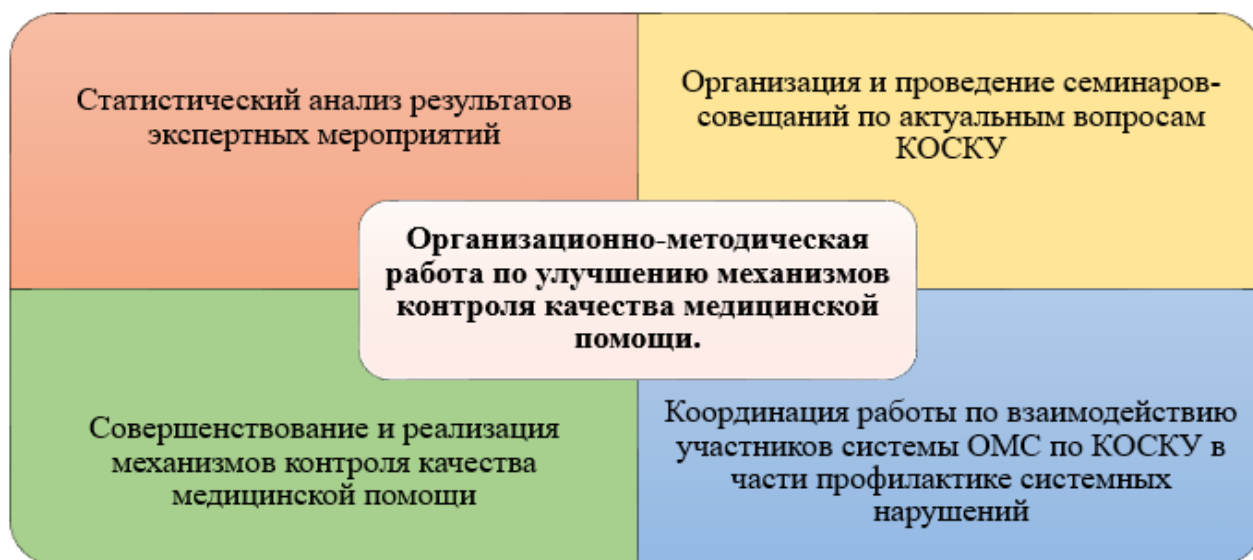 Статистический анализ результатов
экспертных мероприятий
Организация и проведение семинаров-
совещаний по актуальным вопросам
КОСКУ
Организационно-методическая
работа по улучшению механизмов
контроля качества медицинской
помощи.
Совершенствование и реализация
механизмов контроля качества
медицинской помощи
Координация работы по взаимодействию
участников системы ОМС по КОСКУ в
части профилактике системных
нарушений